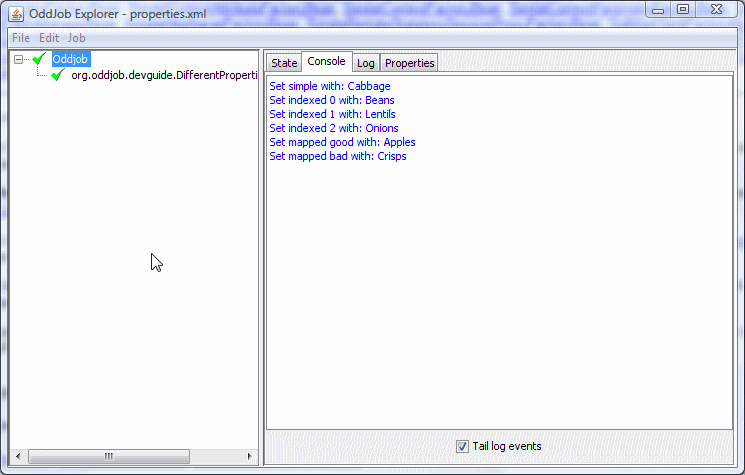 OddJob Explorer - properties.xml
File Edit Job
Oddjob
org.oddjob.devguide.DifferentProperti
State Console Log Properties
Set simple with: Cabbage
Set indexed 0 with: Beans
Set indexed 1 with: Lentils
Set indexed 2 with: Onions
Set mapped good with: Apples
Set mapped bad with: Crisps
Tail log events